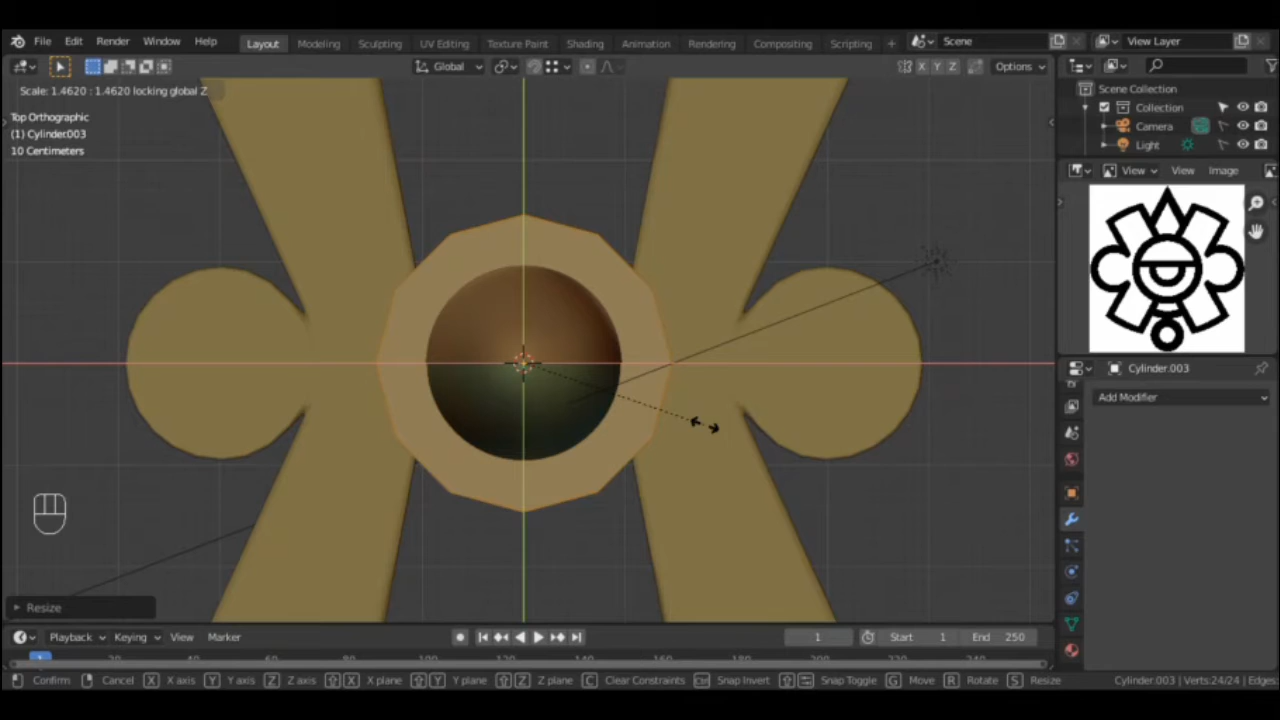 File Edit Render Window Help Layout Modeling Sculpting UV Editing Texture Paint Shading Animation Rendering Compositing Scripting + Scene View Layer
Global X Y Z Options
Scale: 1.4620 : 1.4620 locking global Z
Top Orthographic
(1) Cylinder.003
10 Centimeters
Scene Collection
Collection
Camera
Light
View View Image
Cylinder.003
Add Modifier
Resize
Playback Keying View Marker 1 Start 1 End 250
1
Confirm Cancel X X axis Y Y axis Z Z axis X X plane Y Y plane Z Z plane C Clear Constraints Snap Invert Snap Toggle G Move R Rotate S Resize Cylinder.003 | Verts:24/24 | Edges: